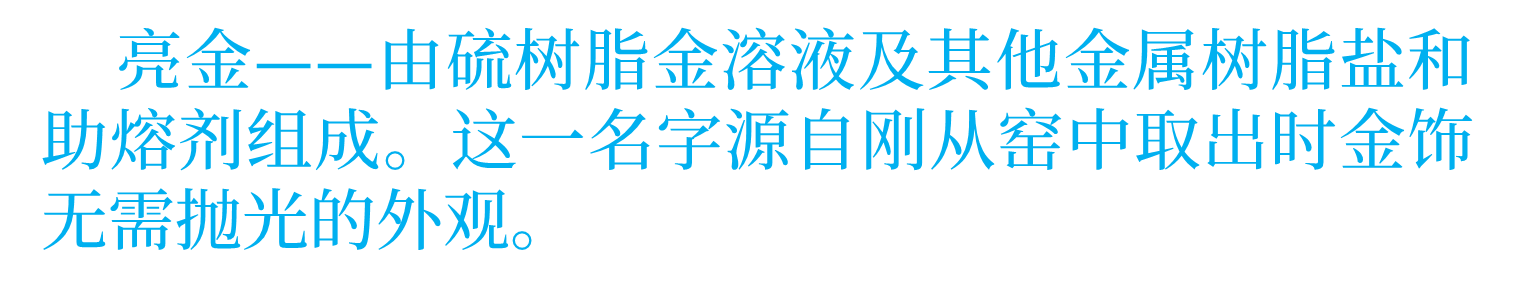 亮金——由硫树脂金溶液及其他金属树脂盐和
助熔剂组成。这一名字源自刚从窑中取出时金饰
无需抛光的外观。